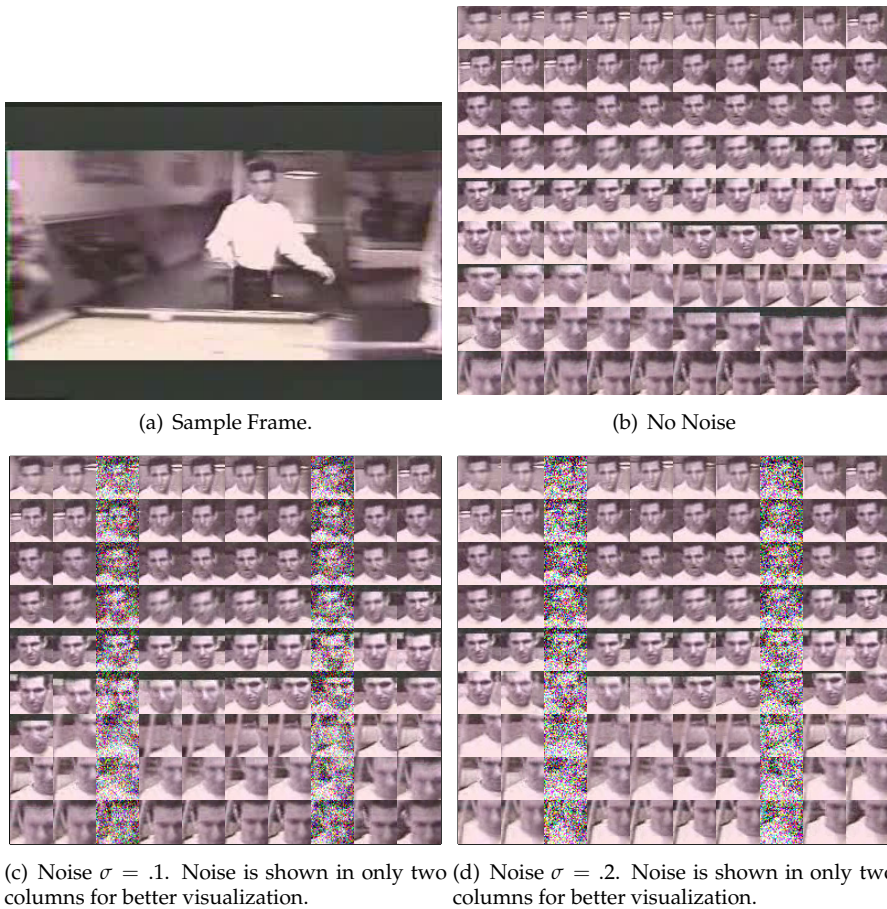 (a) Sample Frame.
(b) No Noise
(c) Noise σ = .1. Noise is shown in only two
columns for better visualization.
(d) Noise σ = .2. Noise is shown in only two
columns for better visualization.